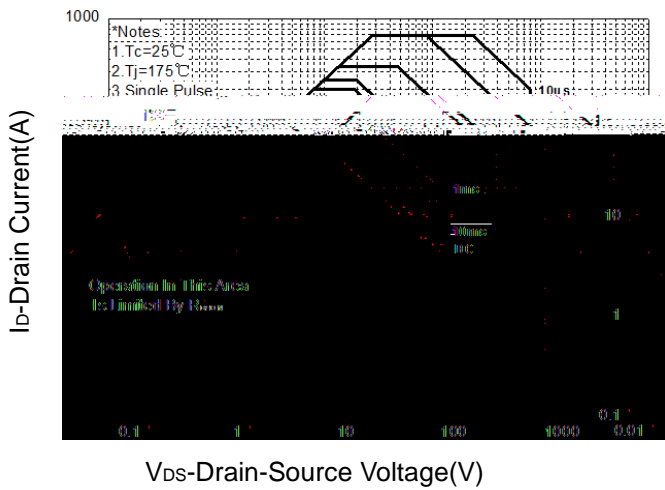 1000
*Notes:
1.Tc=25℃
2.Tj=175℃
3.Single Pulse
10us
1ms
10ms
DC
10
Operation In This Area
Is Limited By
1
0.1
0.1 1 10 100 1000 0.01
ID-Drain Current(A)
VDS-Drain-Source Voltage(V)